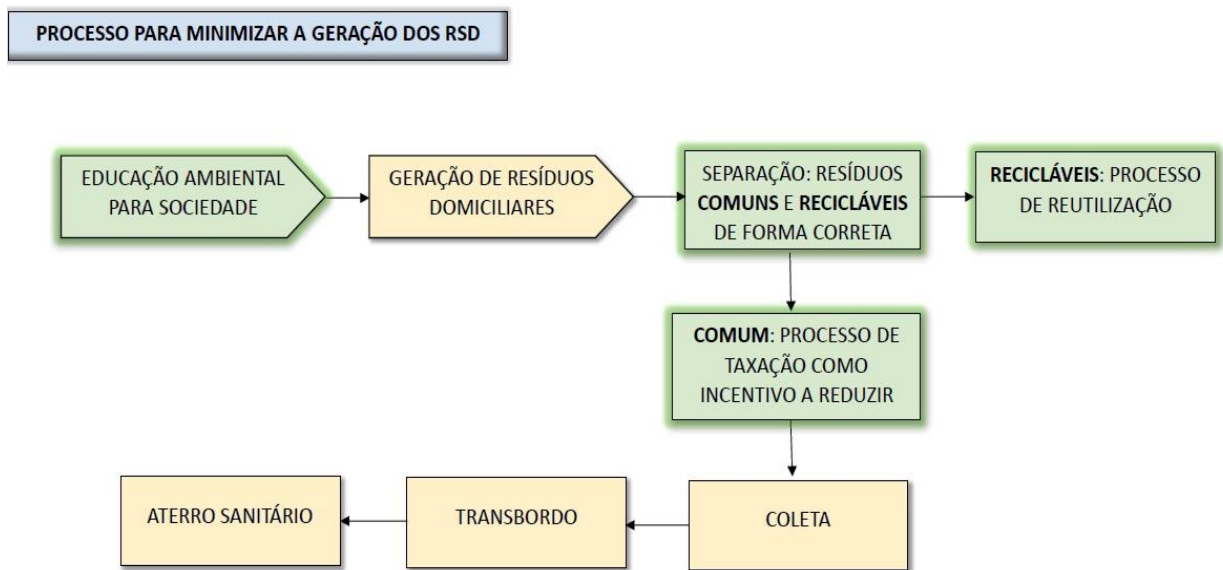 PROCESSO PARA MINIMIZAR A GERAÇÃO DOS RSD
EDUCAÇÃO AMBIENTAL
PARA SOCIEDADE
GERAÇÃO DE RESÍDUOS
DOMICILIARES
SEPARAÇÃO: RESÍDUOS
COMUNS E RECICLÁVEIS
DE FORMA CORRETA
RECICLÁVEIS: PROCESSO
DE REUTILIZAÇÃO
COMUM: PROCESSO DE
TAXAÇÃO COMO
INCENTIVO A REDUZIR
ATERRO SANITÁRIO
TRANSBORDO
COLETA